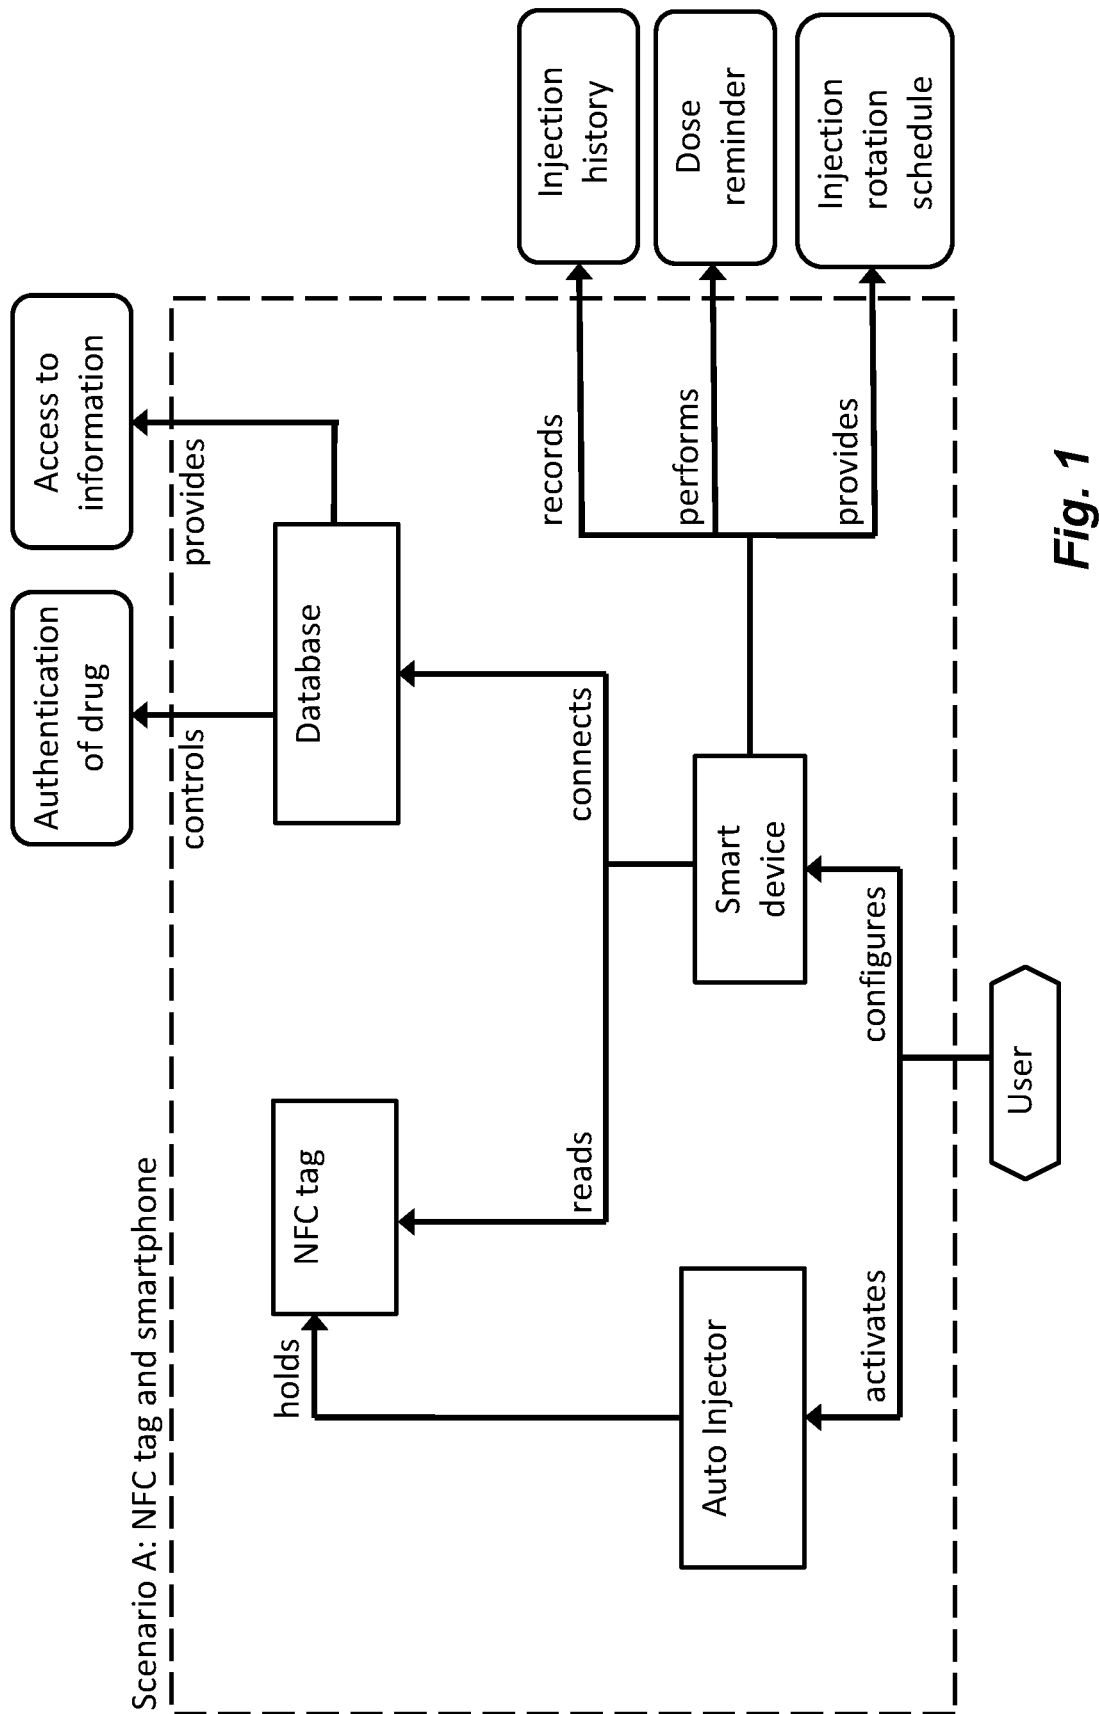 Scenario A: NFC tag and smartphone
Authentication
of drug
Access to
information
controls
provides
holds
NFC tag
Database
reads
connects
records
Injection
history
Auto Injector
Smart
device
performs
Dose
reminder
activates
configures
provides
Injection
rotation
schedule
User
Fig. 1